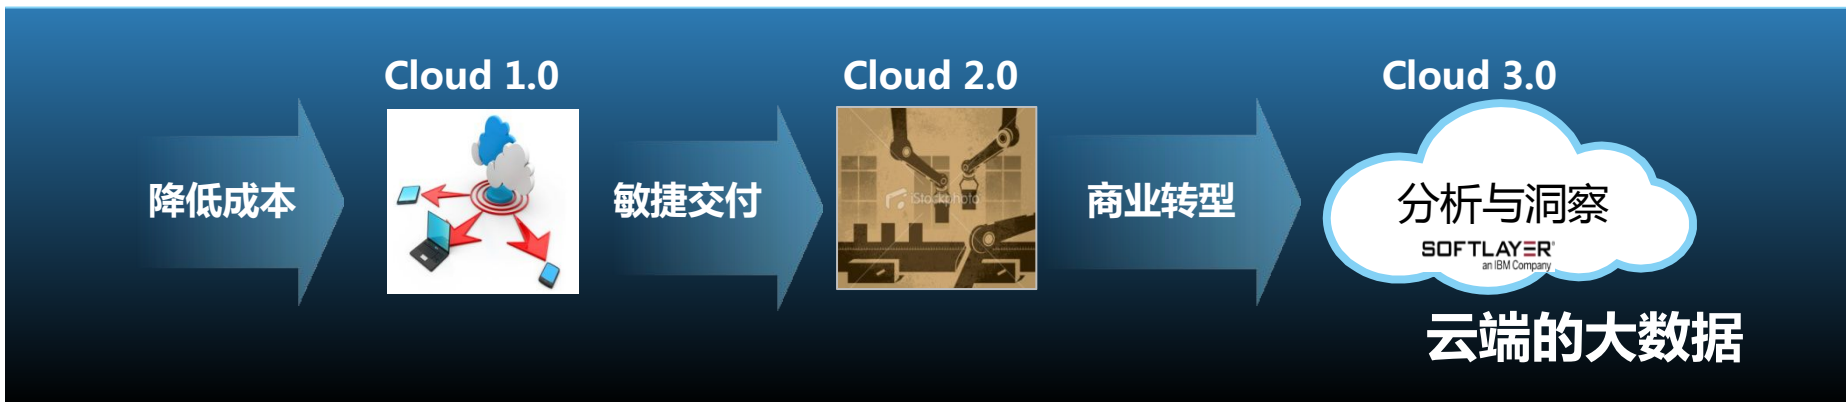 Cloud 1.0
Cloud 2.0
Cloud 3.0
降低成本
敏捷交付
商业转型
iStockphoto
分析与洞察
SOFTLAYER
an IBM Company
云端的大数据